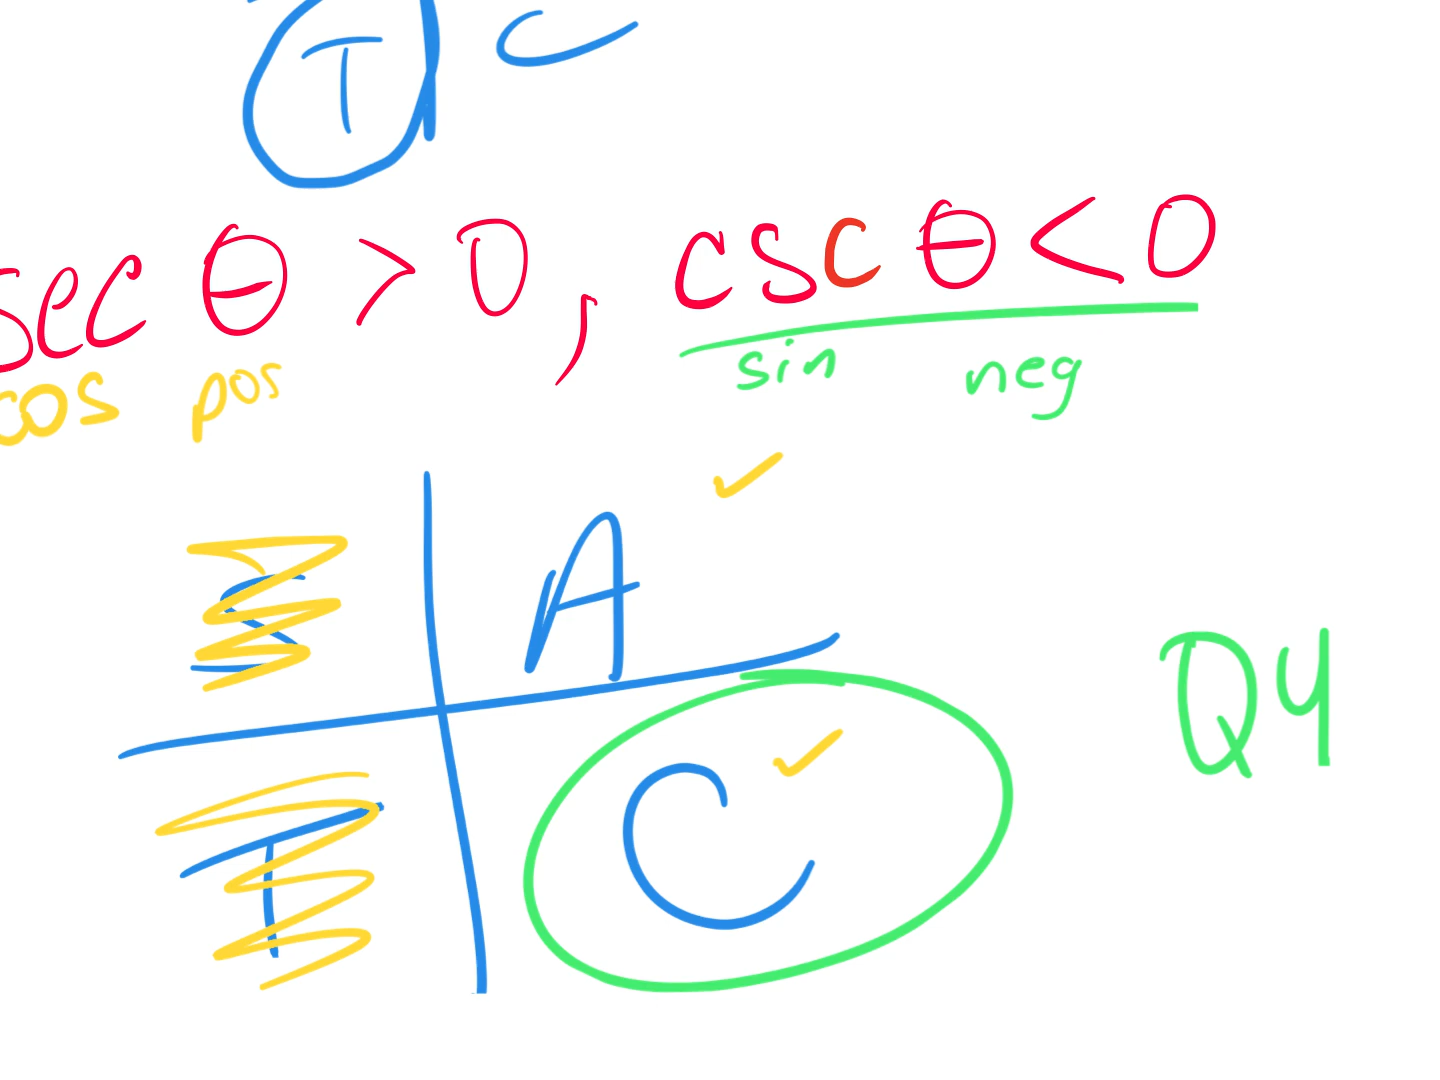 T C
sec θ > 0, csc θ < 0
cos pos sin neg
S A
Q4
T C